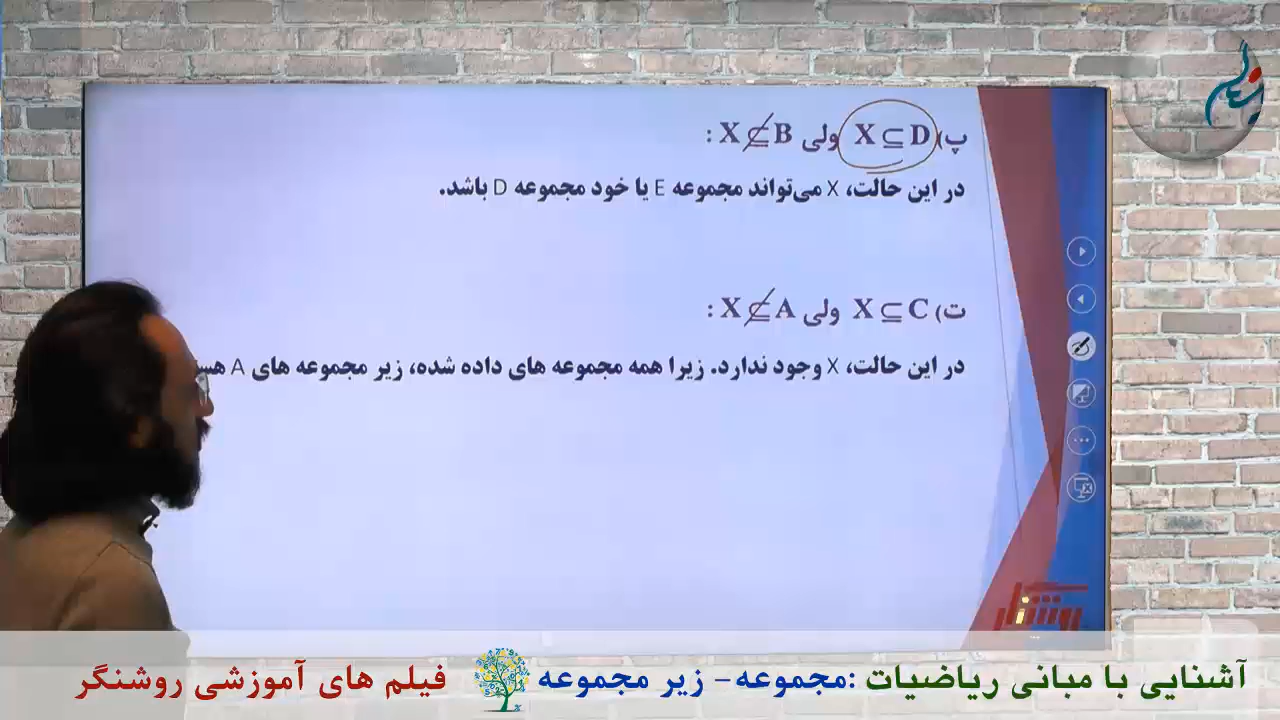 پ) X ⊆ D ولی X ⊈ B :
در این حالت، X می‌تواند مجموعه E یا خود مجموعه D باشد.
ت) X ⊆ C ولی X ⊈ A :
در این حالت، X وجود ندارد. زیرا همه مجموعه های داده شده، زیر مجموعه های A
روشنگر
آشنایی با مبانی ریاضیات :مجموعه- زیر مجموعه فیلم های آموزشی روشنگر